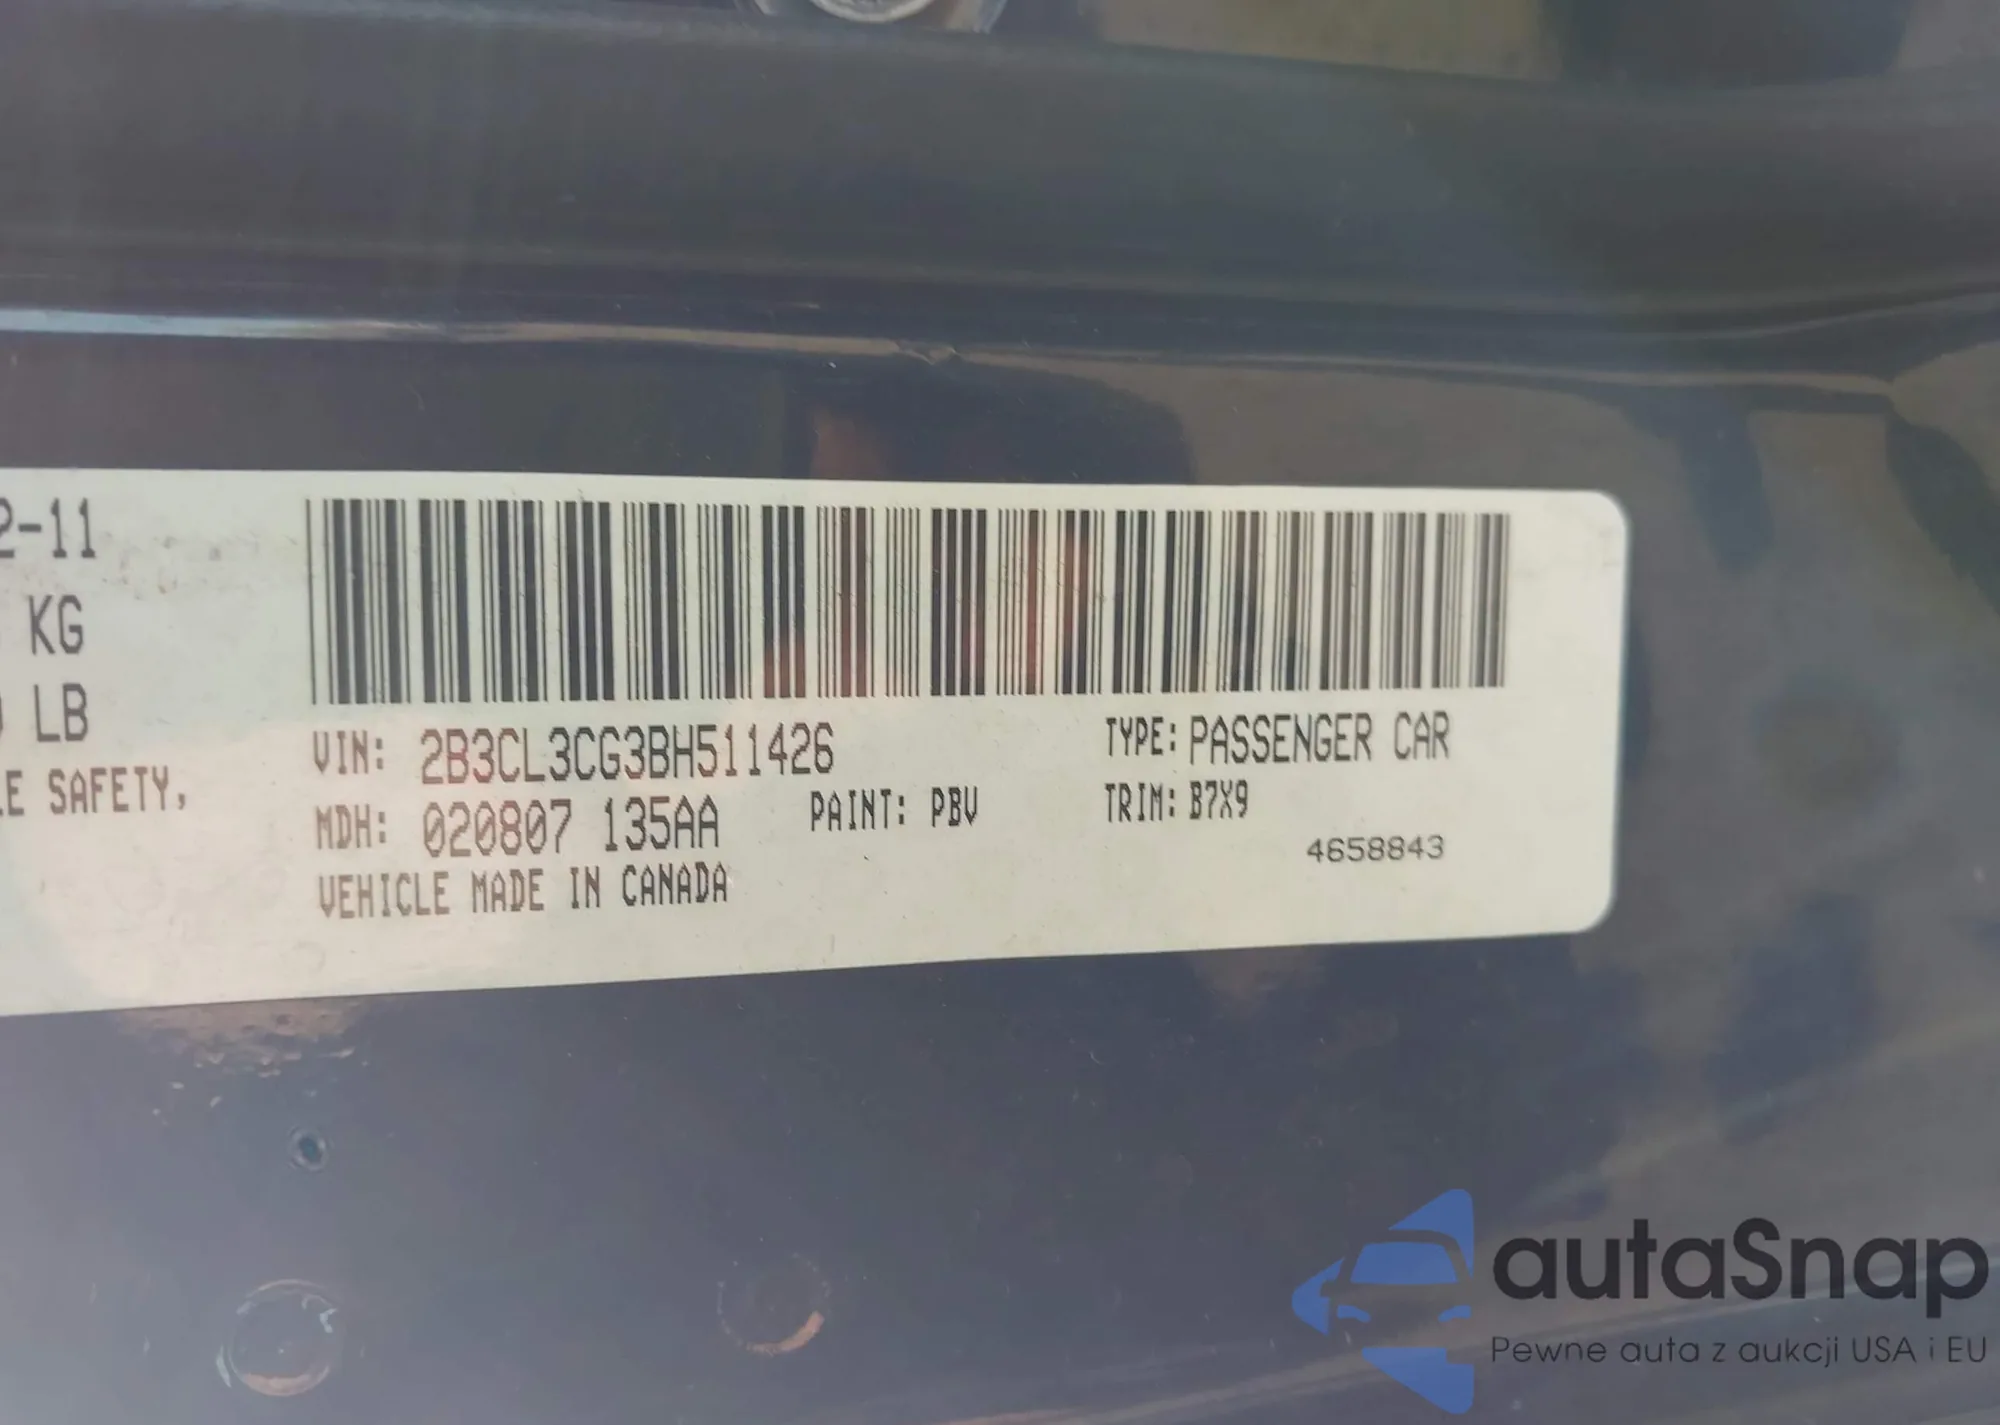 2-11
KG
LB
LE SAFETY,
VIN: 2B3CL3CG3BH511426
TYPE: PASSENGER CAR
MDH: 020807 135AA
PAINT: PBV
TRIM: B7X9
VEHICLE MADE IN CANADA
4658843
autaSnap
Pewne auta z aukcji USA i EU